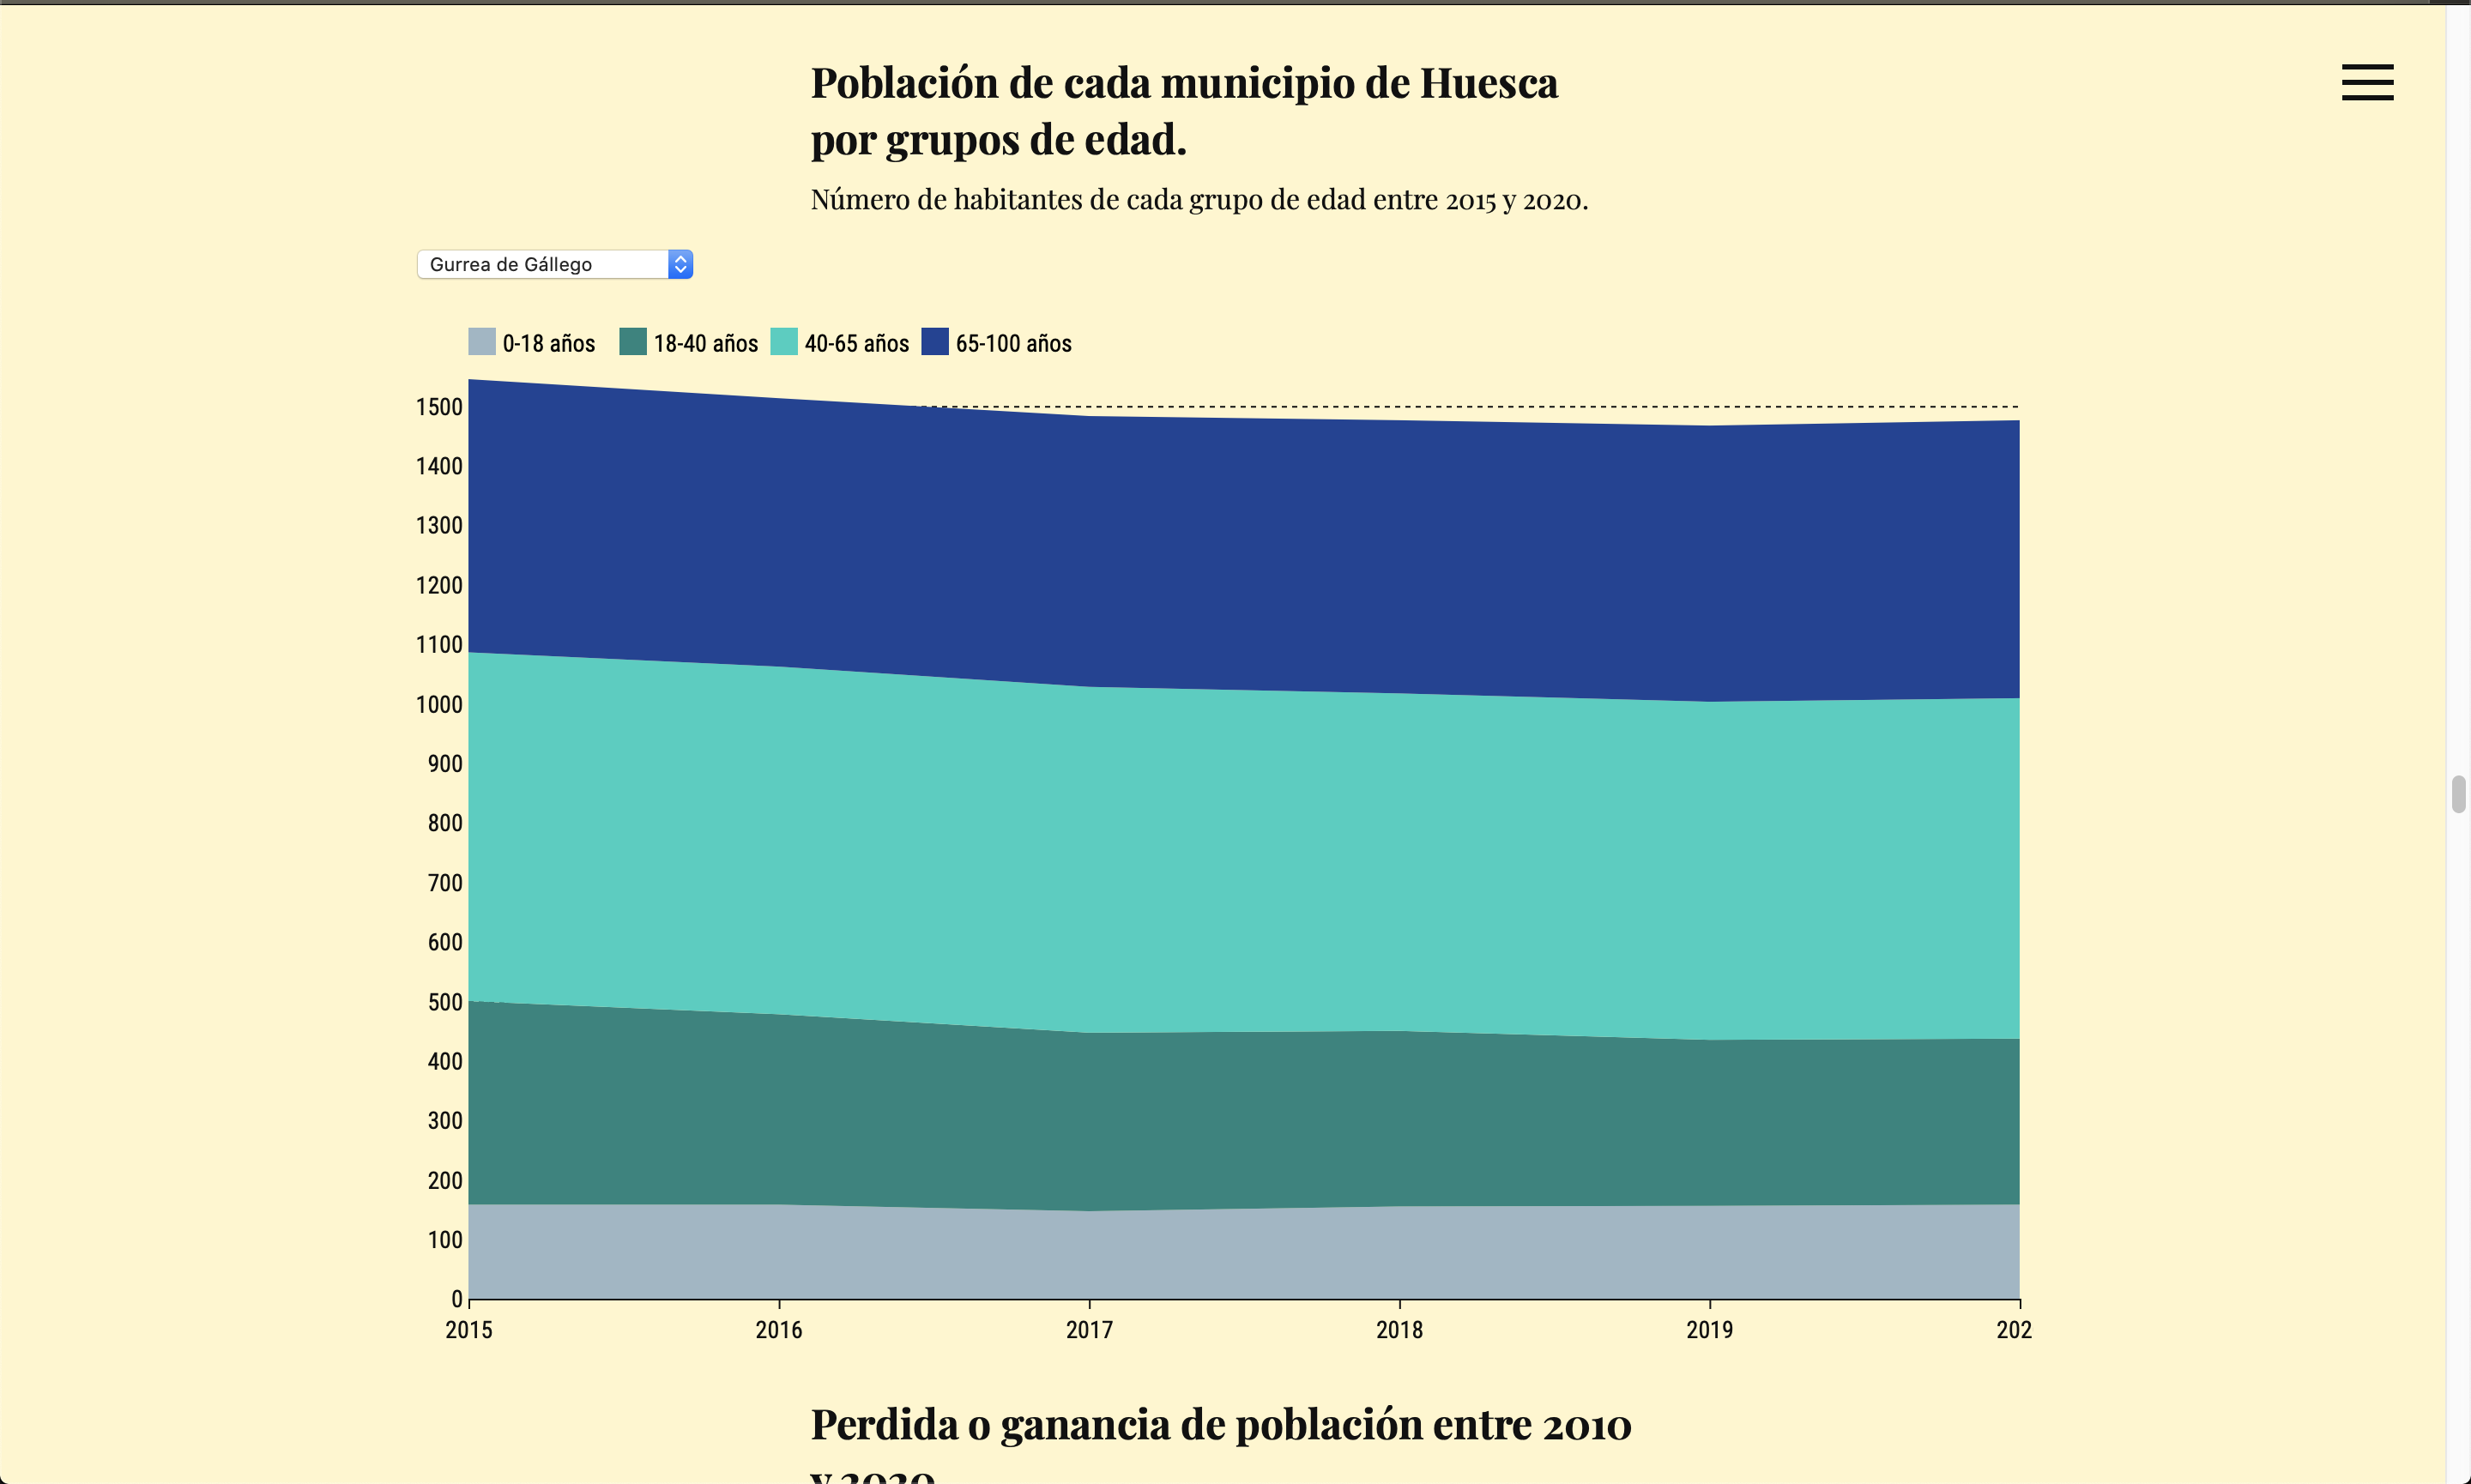 Población de cada municipio de Huesca
por grupos de edad.
Número de habitantes de cada grupo de edad entre 2015 y 2020.
Gurrea de Gállego
0-18 años 18-40 años 40-65 años 65-100 años
1500
1400
1300
1200
1100
1000
900
800
700
600
500
400
300
200
100
0
2015 2016 2017 2018 2019 202
Perdida o ganancia de población entre 2010
y 2020